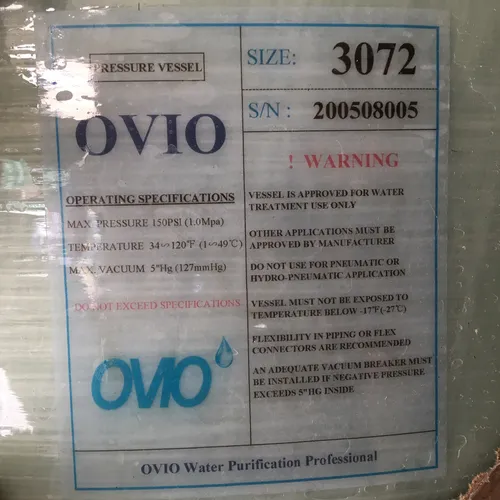 PRESSURE VESSEL
OVIO
OPERATING SPECIFICATIONS
MAX. PRESSURE 150PSI (1.0Mpa)
TEMPERATURE 34∽120℉ (1∽49℃)
MAX. VACUUM 5"Hg (127mmHg)
DO NOT EXCEED SPECIFICATIONS
OVIO
SIZE: 3072
S/N : 200508005
! WARNING
VESSEL IS APPROVED FOR WATER
TREATMENT USE ONLY
OTHER APPLICATIONS MUST BE
APPROVED BY MANUFACTURER
DO NOT USE FOR PNEUMATIC OR
HYDRO-PNEUMATIC APPLICATION
VESSEL MUST NOT BE EXPOSED TO
TEMPERATURE BELOW -17℉(-27℃)
FLEXIBILITY IN PIPING OR FLEX
CONNECTORS ARE RECOMMENDED
AN ADEQUATE VACUUM BREAKER MUST
BE INSTALLED IF NEGATIVE PRESSURE
EXCEEDS 5"HG INSIDE
OVIO Water Purification Professional